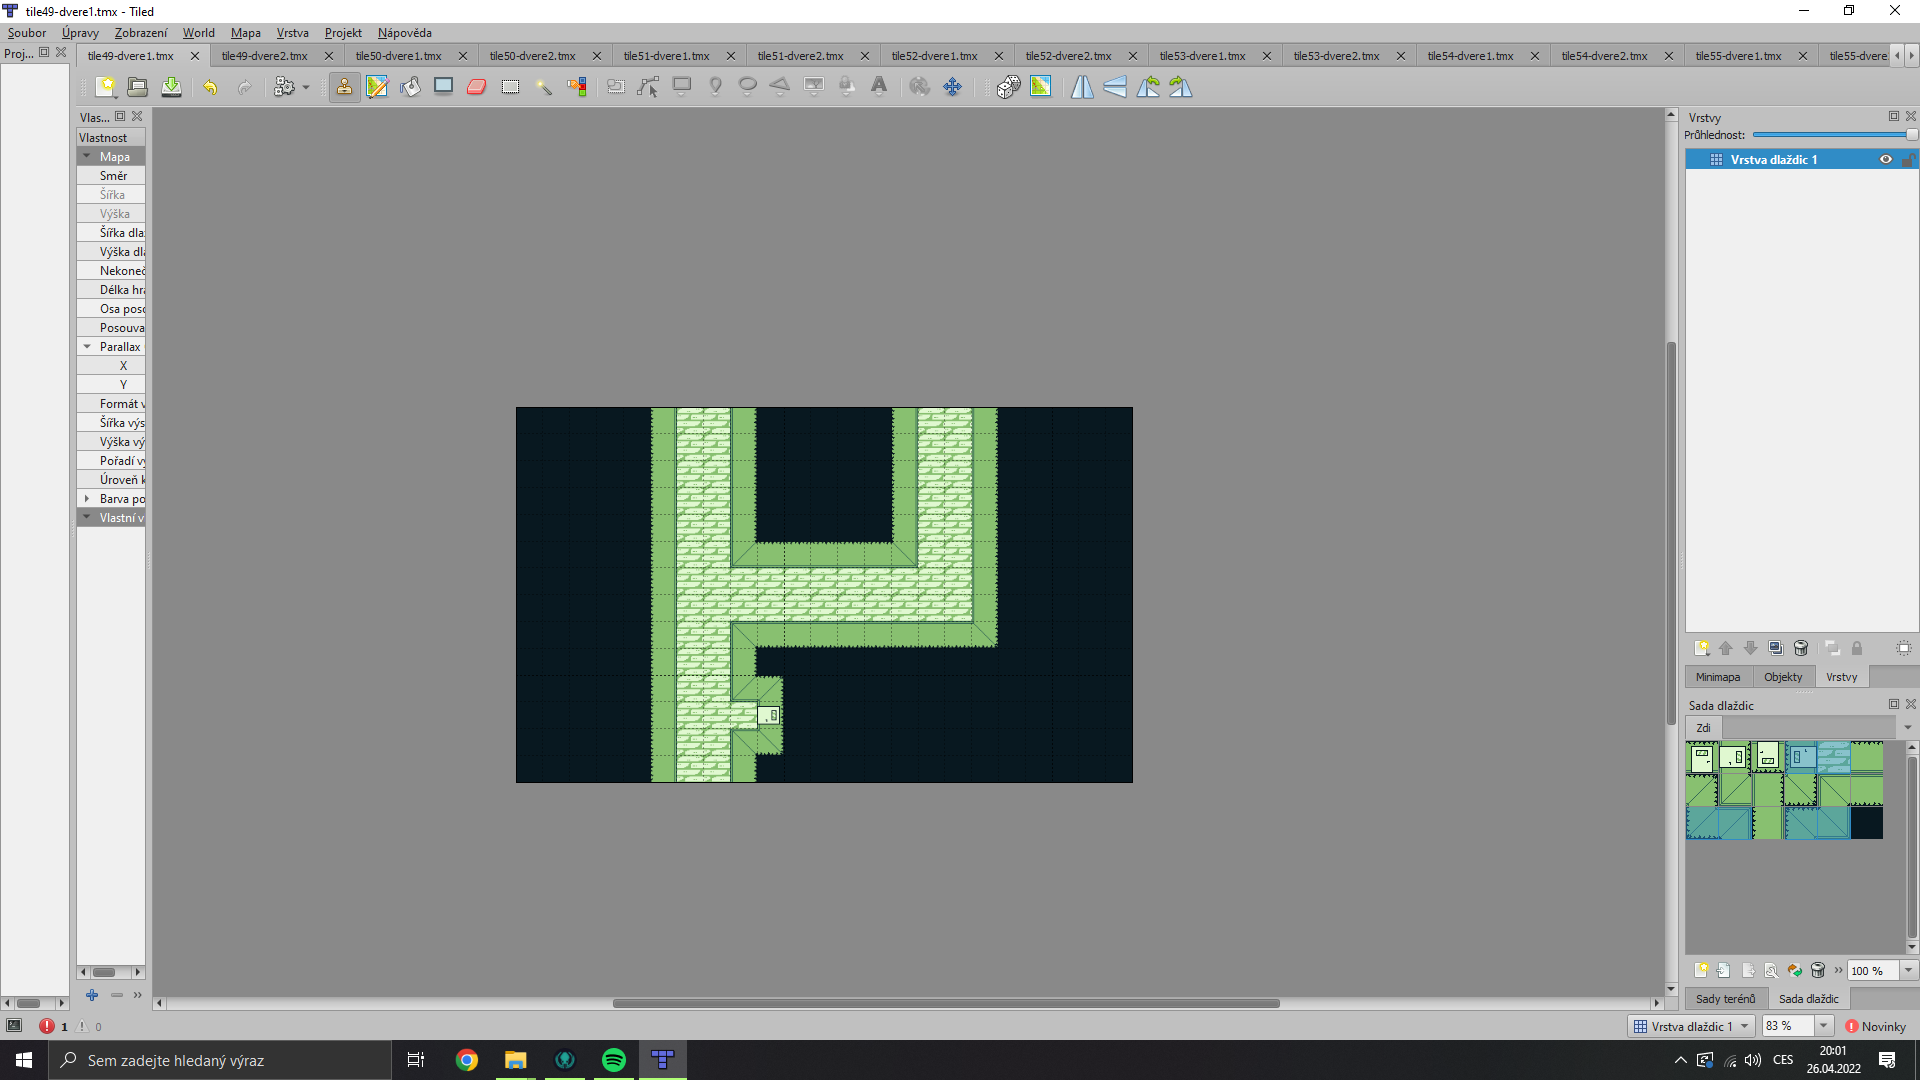 tile49-dvere1.tmx - Tiled
Soubor Úpravy Zobrazení World Mapa Vrstva Projekt Nápověda
Proj... tile49-dvere1.tmx tile49-dvere2.tmx tile50-dvere1.tmx tile50-dvere2.tmx tile51-dvere1.tmx tile51-dvere2.tmx tile52-dvere1.tmx tile52-dvere2.tmx tile53-dvere1.tmx tile53-dvere2.tmx tile54-dvere1.tmx tile54-dvere2.tmx tile55-dvere1.tmx tile55-dvere
Vlas...
Vlastnost
Mapa
Směr
Šířka
Výška
Šířka dla
Výška dla
Nekoneč
Délka hra
Osa poso
Posouva
Parallax
X
Y
Formát v
Šířka výs
Výška vý
Pořadí vy
Úroveň k
Barva po
Vlastní v
Vrstvy
Průhlednost:
Vrstva dlaždic 1
Minimapa Objekty Vrstvy
Sada dlaždic
Zdi
100 %
Sady terénů Sada dlaždic
1 0
Vrstva dlaždic 1 83 % Novinky
Sem zadejte hledaný výraz
CES
20:01
26.04.2022